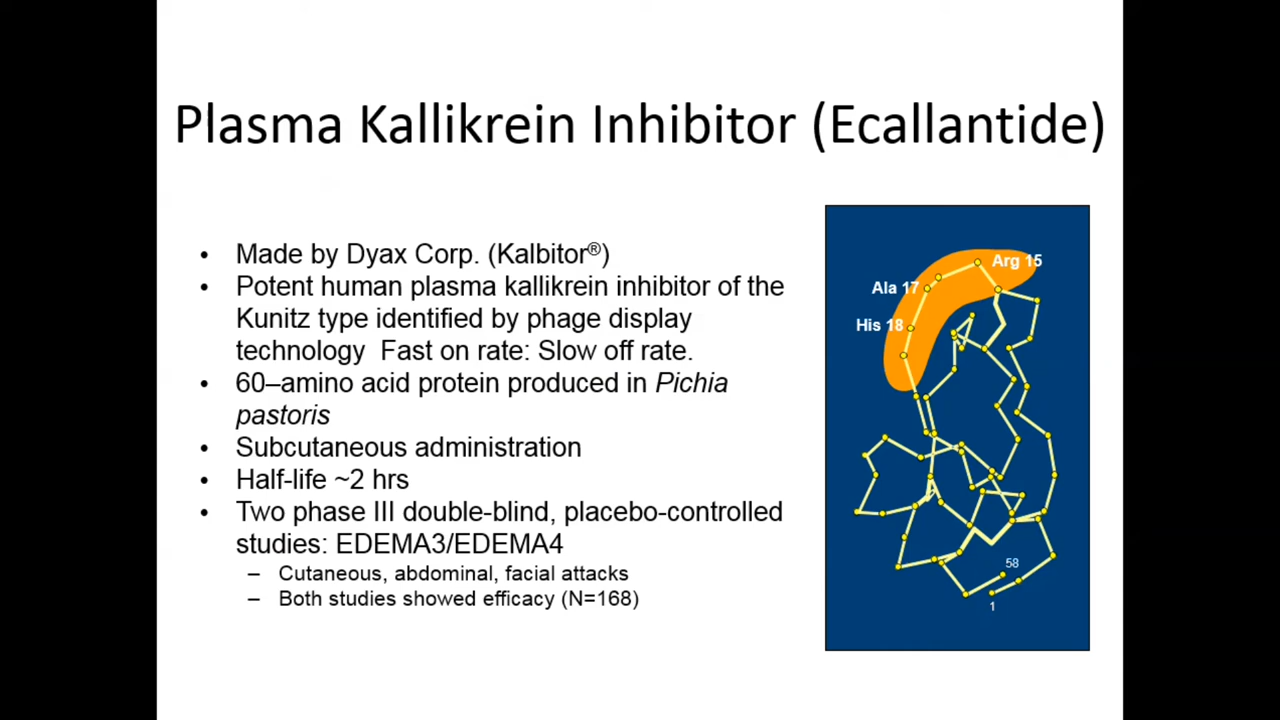 Plasma Kallikrein Inhibitor (Ecallantide)
• Made by Dyax Corp. (Kalbitor®)
• Potent human plasma kallikrein inhibitor of the
Kunitz type identified by phage display
technology  Fast on rate: Slow off rate.
• 60–amino acid protein produced in Pichia
pastoris
• Subcutaneous administration
• Half-life ~2 hrs
• Two phase III double-blind, placebo-controlled
studies: EDEMA3/EDEMA4
– Cutaneous, abdominal, facial attacks
– Both studies showed efficacy (N=168)
Arg 15
Ala 17
His 18
58
1